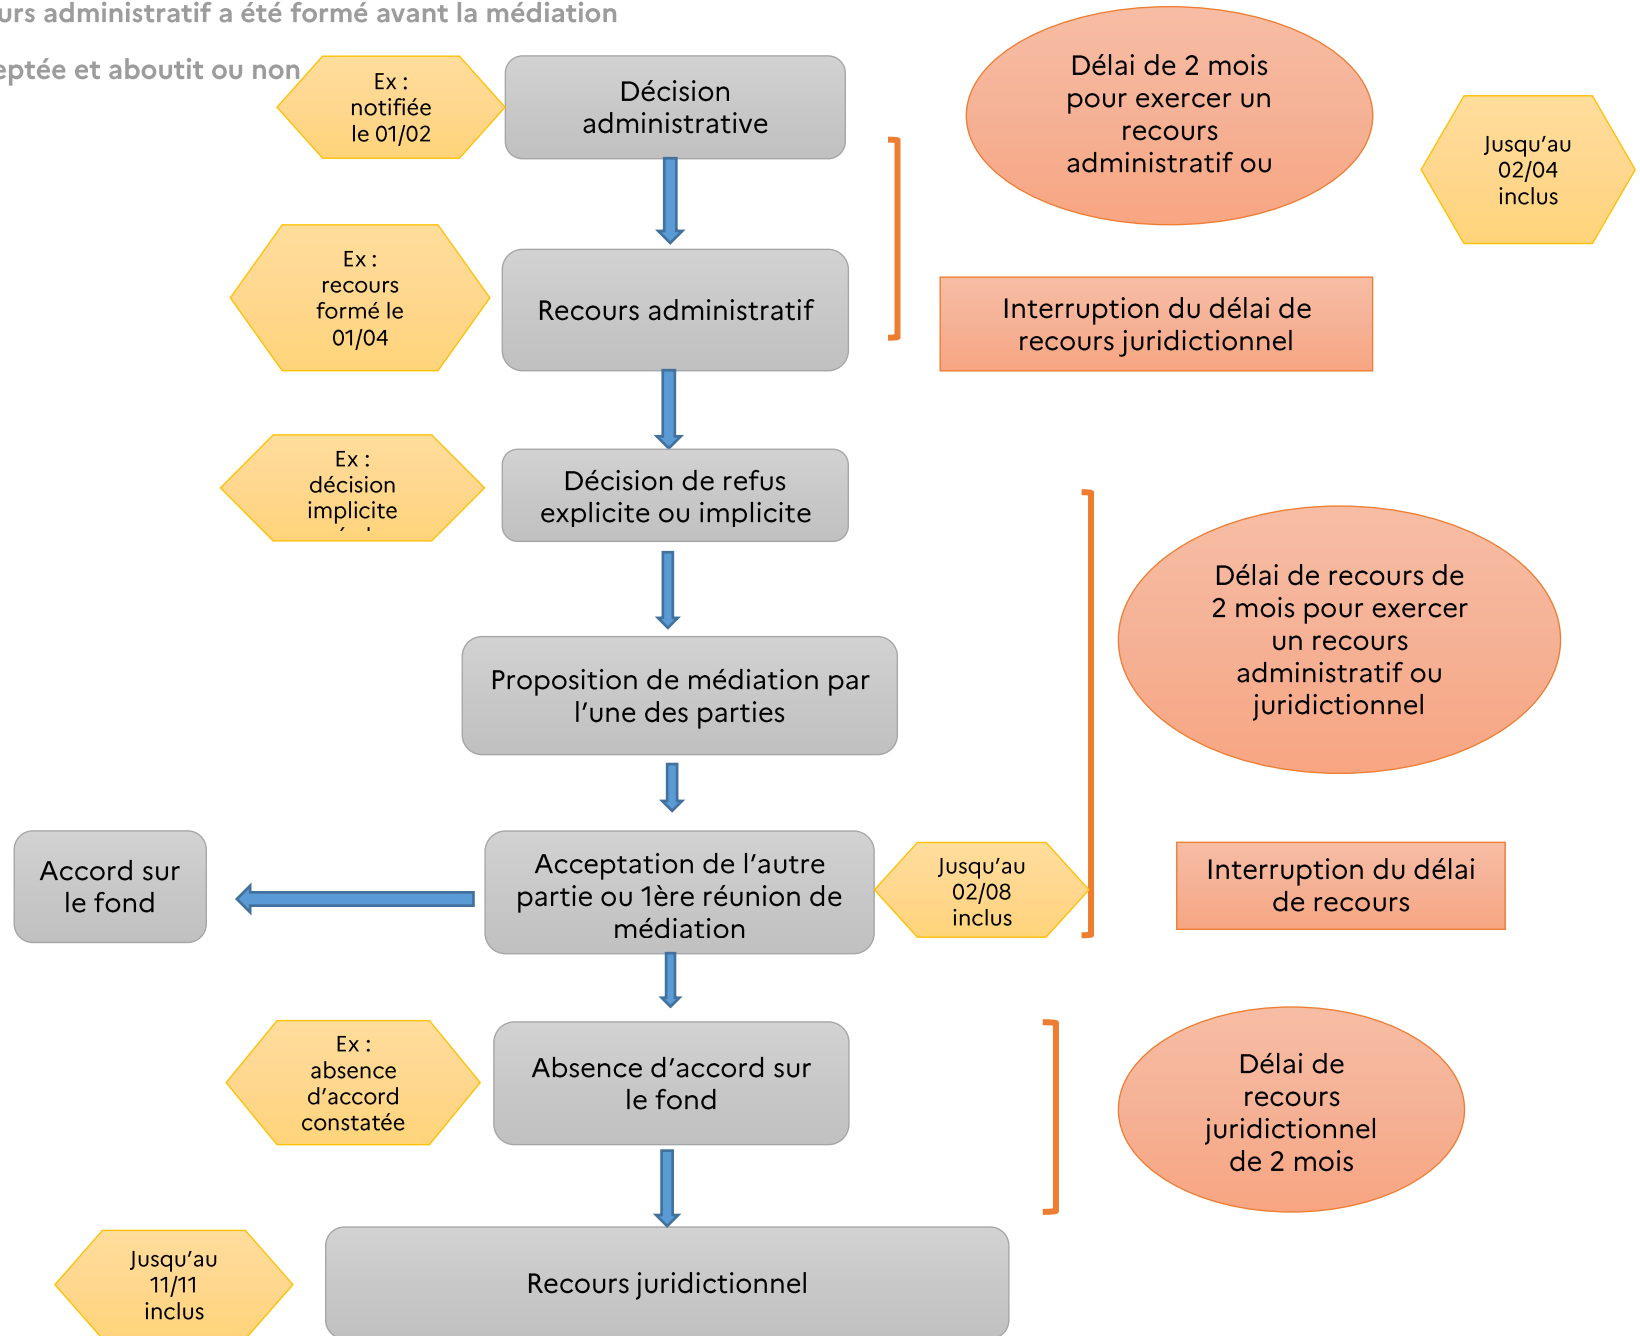 urs administratif a été formé avant la médiation
eptée et aboutit ou non
Ex :
notifiée
le 01/02
Décision
administrative
Délai de 2 mois
pour exercer un
recours
administratif ou
Jusqu’au
02/04
inclus
Ex :
recours
formé le
01/04
Recours administratif
Interruption du délai de
recours juridictionnel
Ex :
décision
implicite
Décision de refus
explicite ou implicite
Délai de recours de
2 mois pour exercer
un recours
administratif ou
juridictionnel
Proposition de médiation par
l’une des parties
Accord sur
le fond
Acceptation de l’autre
partie ou 1ère réunion de
médiation
Jusqu’au
02/08
inclus
Interruption du délai
de recours
Ex :
absence
d’accord
constatée
Absence d’accord sur
le fond
Délai de
recours
juridictionnel
de 2 mois
Jusqu’au
11/11
inclus
Recours juridictionnel